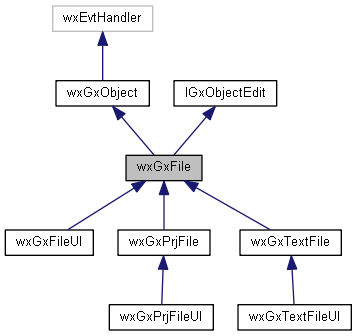 wxEvtHandler
wxGxObject
IGxObjectEdit
wxGxFile
wxGxFileUI
wxGxPrjFile
wxGxTextFile
wxGxPrjFileUI
wxGxTextFileUI